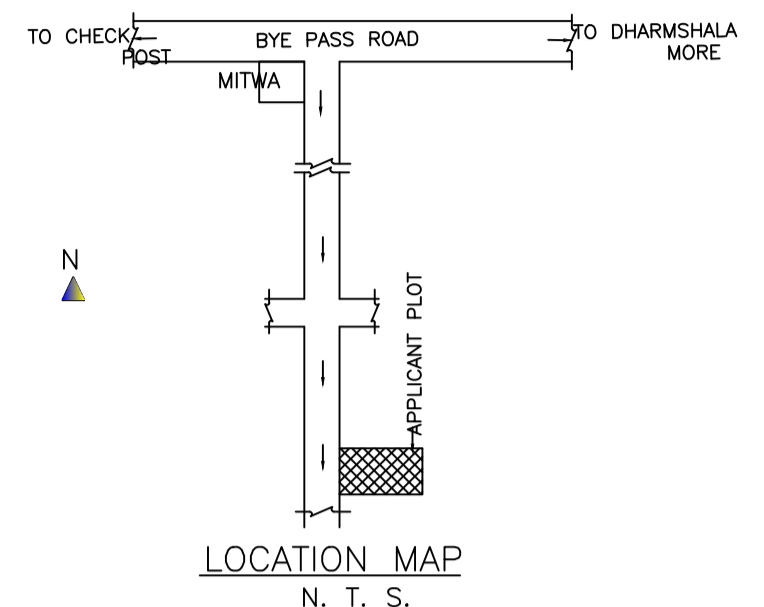 TO CHECK
POST
BYE PASS ROAD
TO DHARMSHALA
MORE
MITWA
N
APPLICANT PLOT
LOCATION MAP
N. T. S.